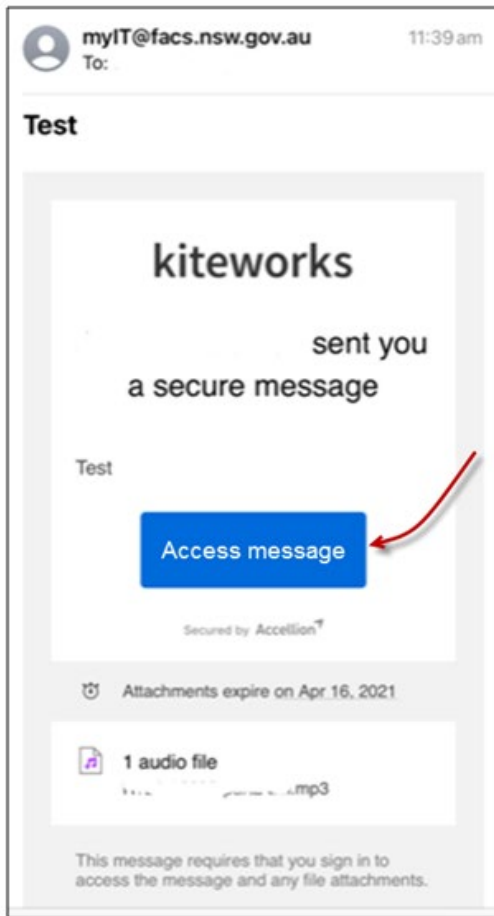 myIT@facs.nsw.gov.au 11:39 am
To:
Test
kiteworks
sent you
a secure message
Test
Access message
Secured by Accellion
Attachments expire on Apr 16, 2021
1 audio file
.mp3
This message requires that you sign in to
access the message and any file attachments.